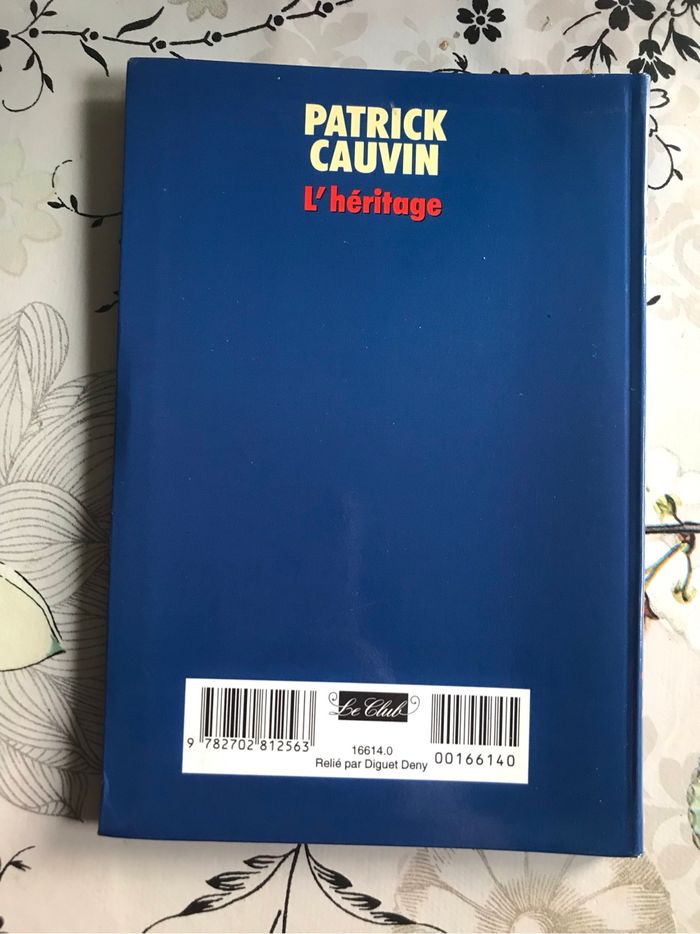 PATRICK
CAUVIN
L'héritage
Le Club
9 782702 812563
16614.0
Relié par Diguet Deny
00166140